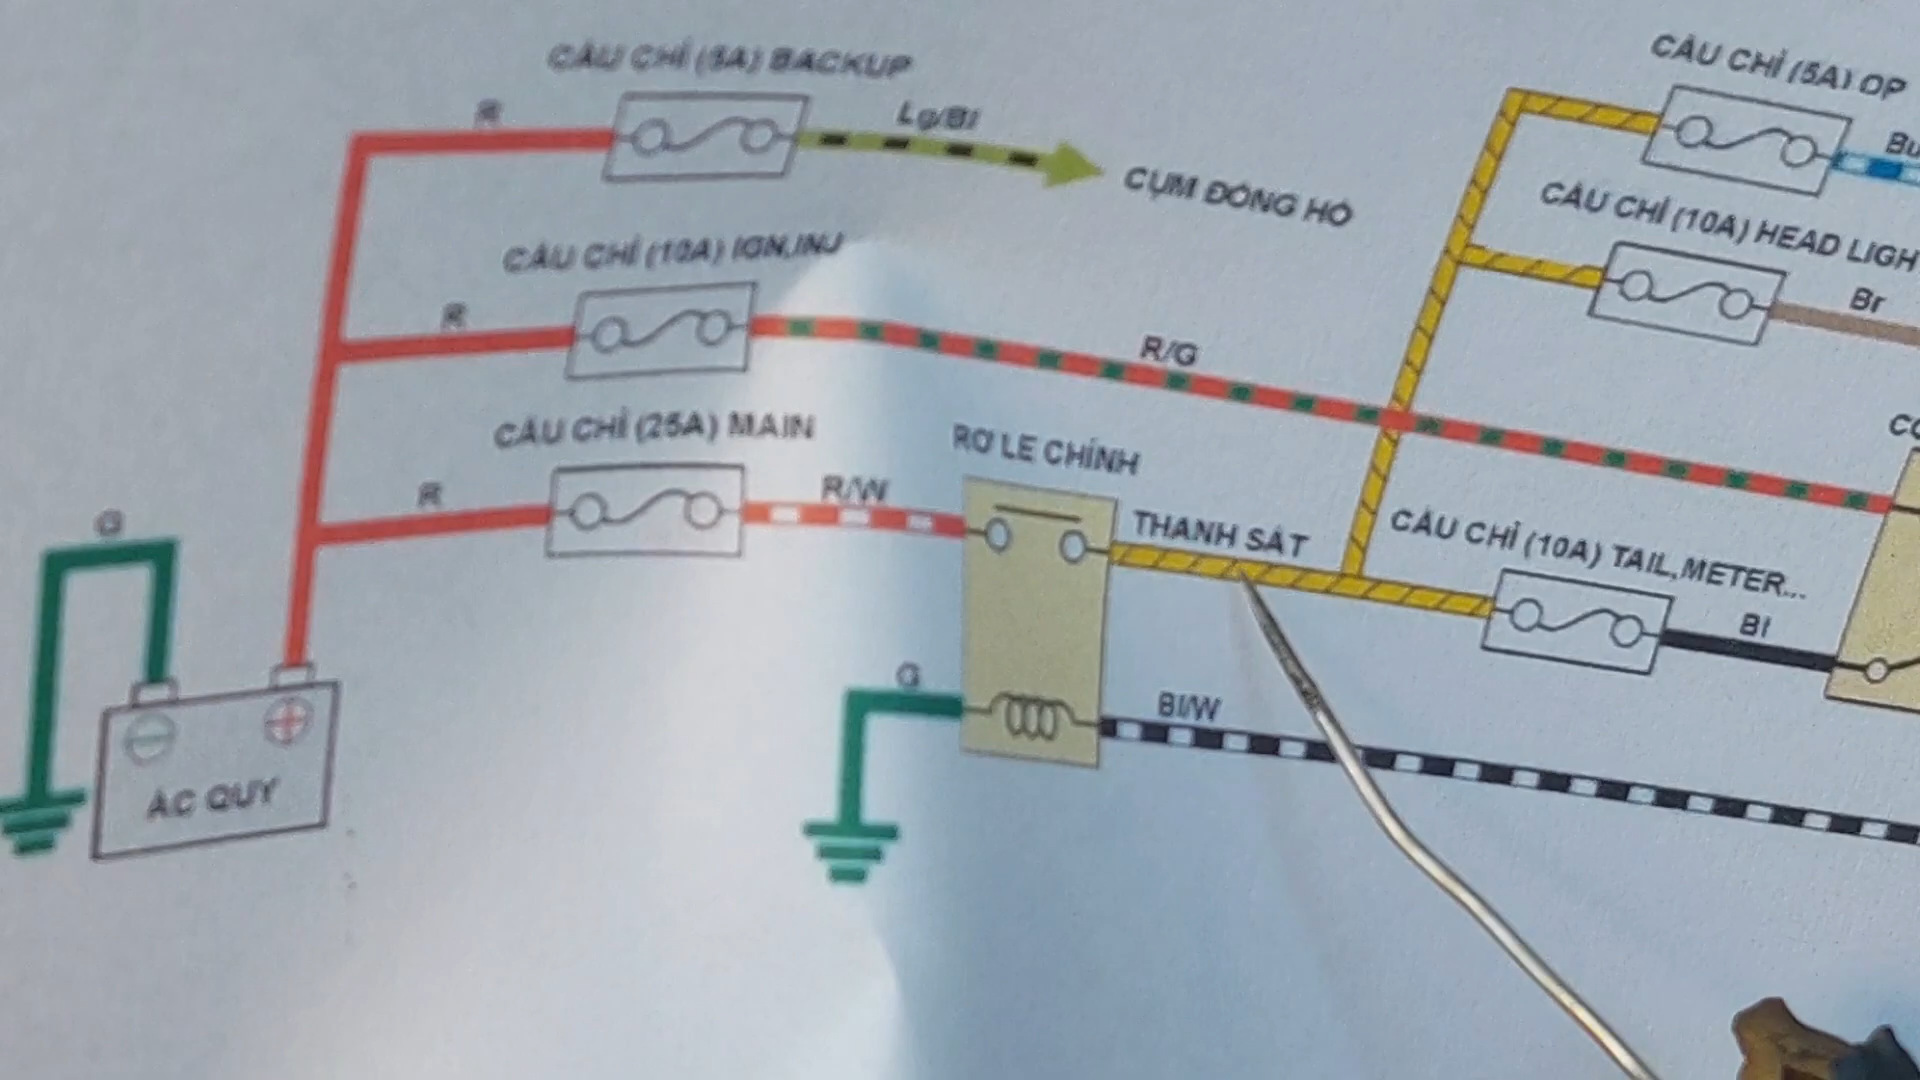 CẦU CHÌ (5A) BACKUP
R
Lg/Bl
CỤM ĐỒNG HỒ
CẦU CHÌ (10A) IGN,INJ
R
R/G
CẦU CHÌ (25A) MAIN
R
R/W
RƠ LE CHÍNH
THANH SẮT
G
ẮC QUY
G
Bl/W
CẦU CHÌ (5A) OP
Bu
CẦU CHÌ (10A) HEAD LIGH
Br
CẦU CHÌ (10A) TAIL,METER...
Bl